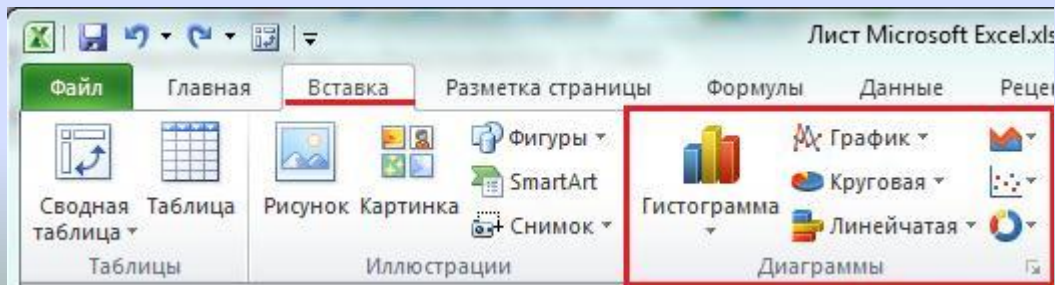 Лист Microsoft Excel.xls
Файл Главная Вставка Разметка страницы Формулы Данные Рецен
Сводная таблица
Таблица
Рисунок
Картинка
Фигуры
SmartArt
Снимок
Гистограмма
График
Круговая
Линейчатая
Таблицы Иллюстрации Диаграммы